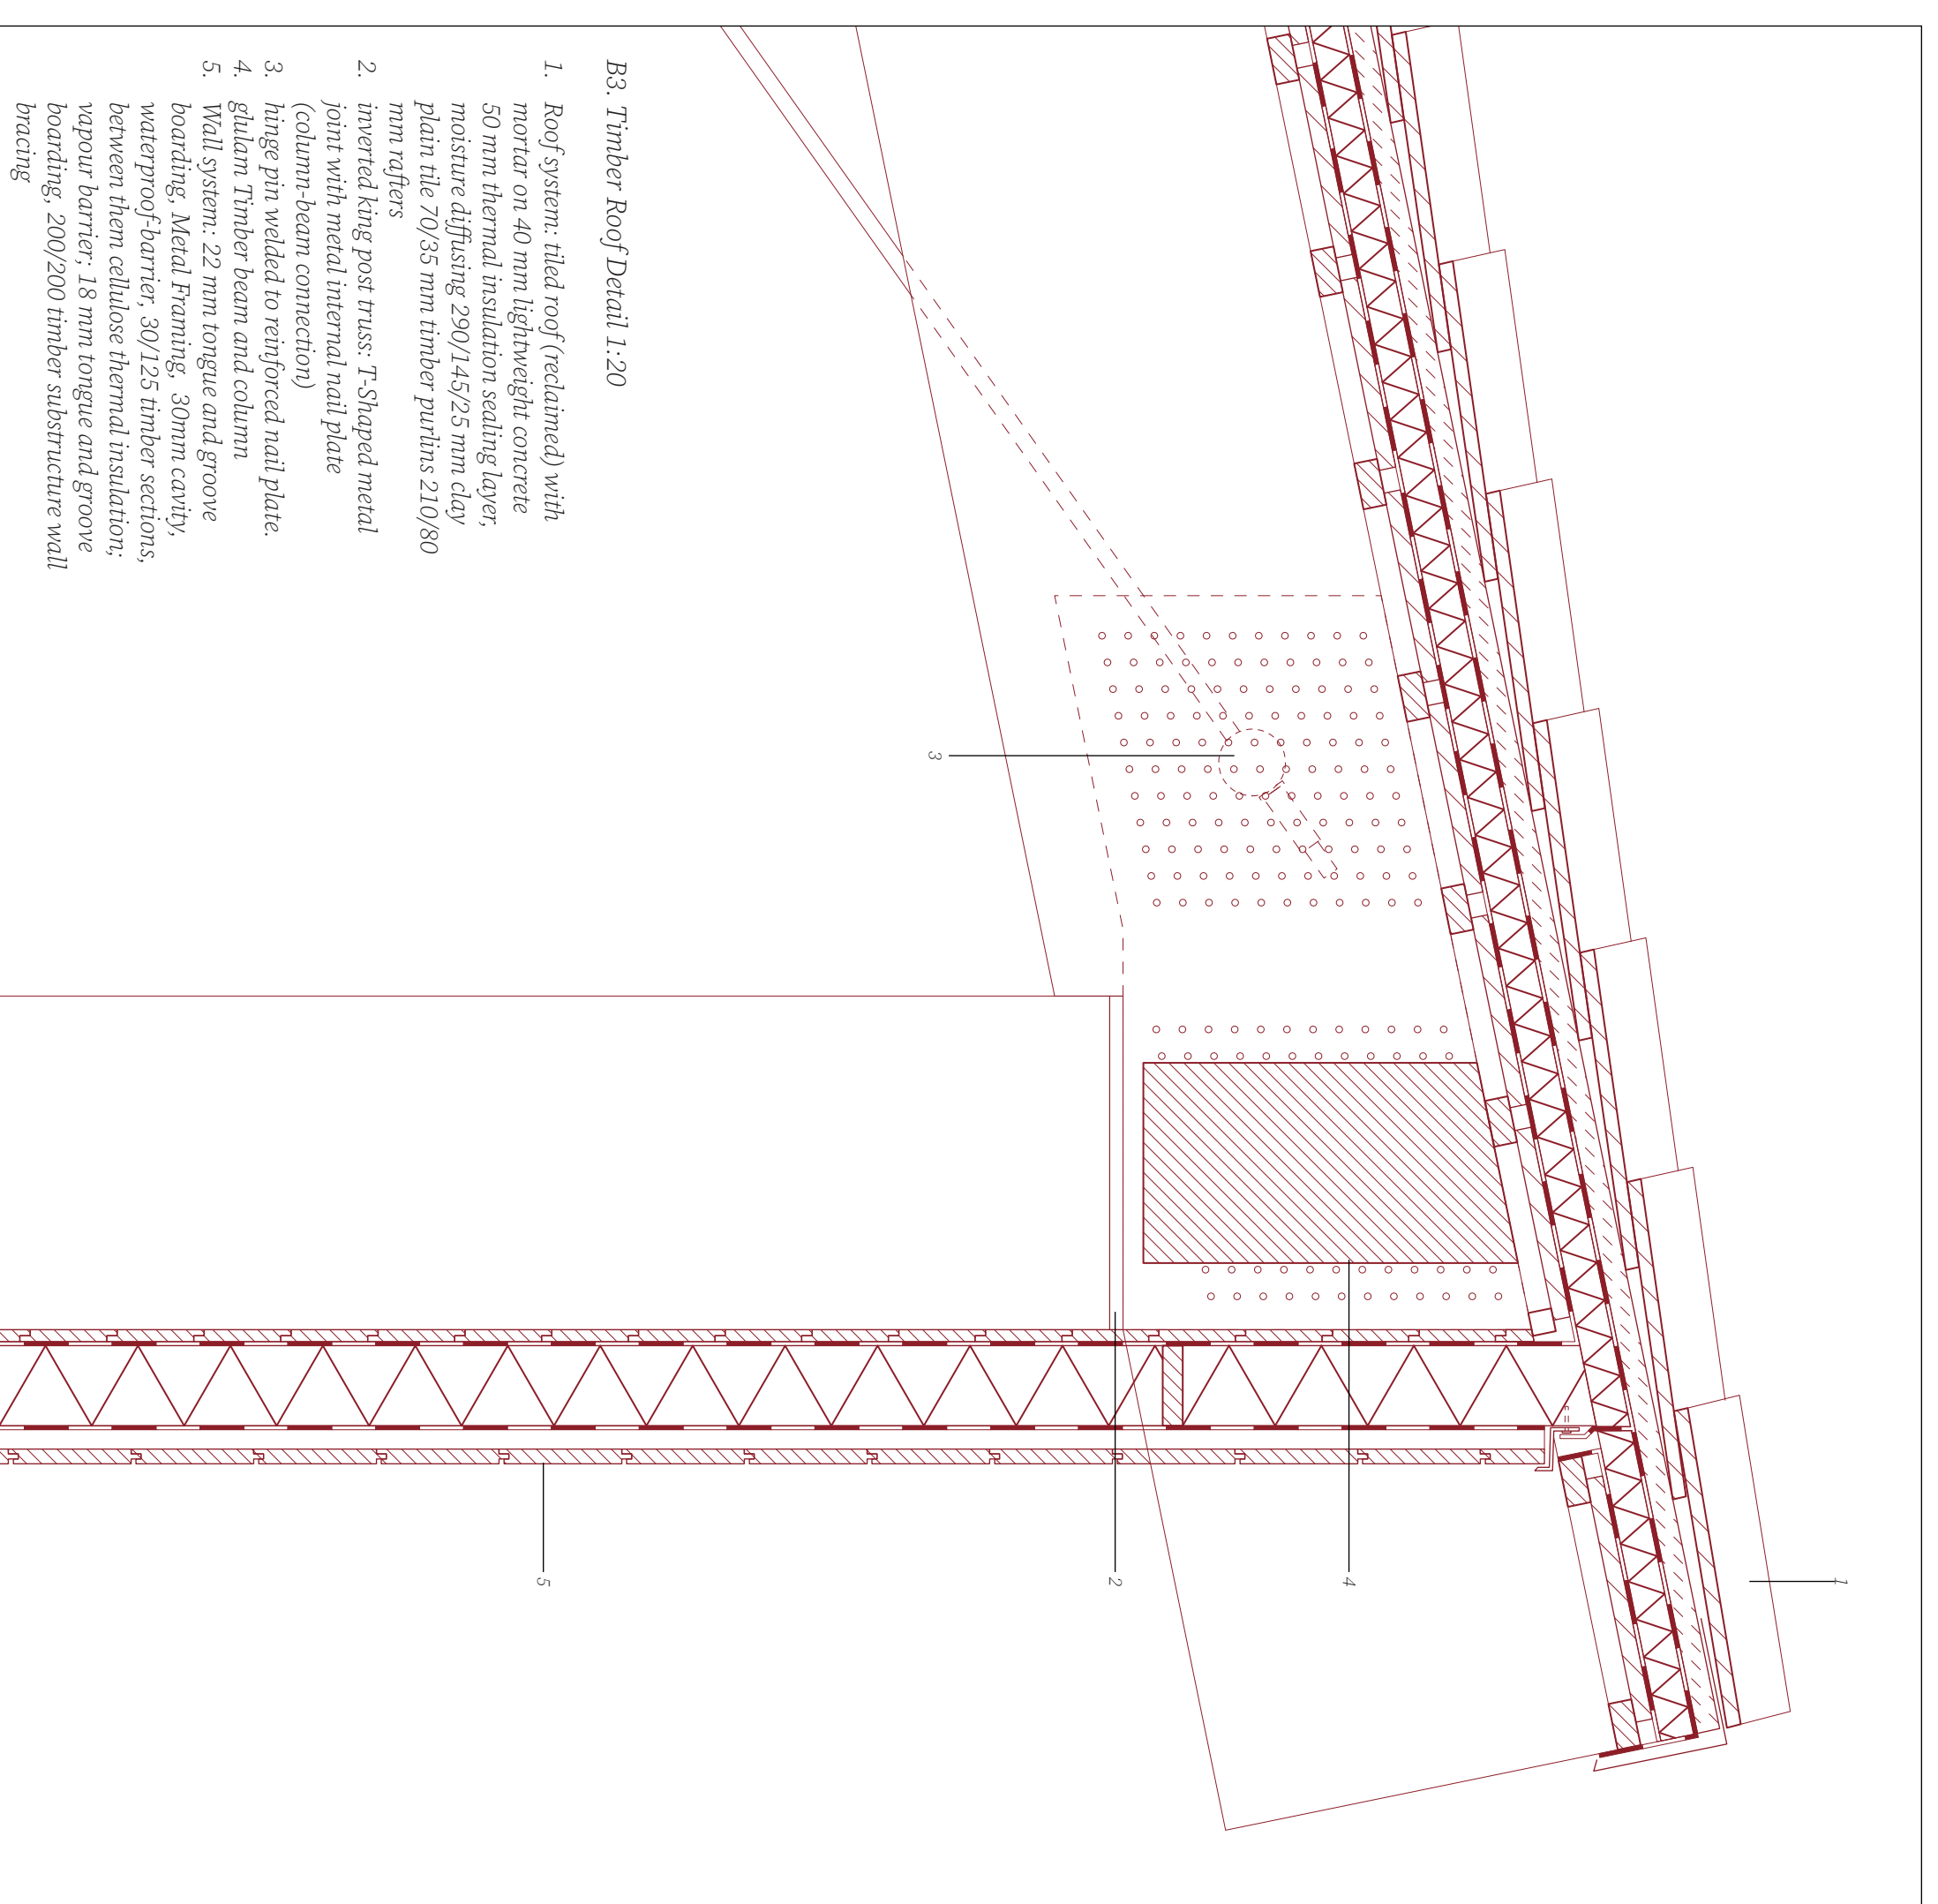 B3. Timber Roof Detail 1:20
1. Roof system: tiled roof (reclaimed) with
mortar on 40 mm lightweight concrete
50 mm thermal insulation sealing layer,
moisture diffusing 290/145/25 mm clay
plain tile 70/35 mm timber purlins 210/80
mm rafters
2. inverted king post truss: T-Shaped metal
joint with metal internal nail plate
(column-beam connection)
3. hinge pin welded to reinforced nail plate.
4. glulam Timber beam and column
5. Wall system: 22 mm tongue and groove
boarding, Metal Framing, 30mm cavity,
waterproof-barrier, 30/125 timber sections,
between them cellulose thermal insulation;
vapour barrier; 18 mm tongue and groove
boarding, 200/200 timber substructure wall
bracing
1
4
2
5
3